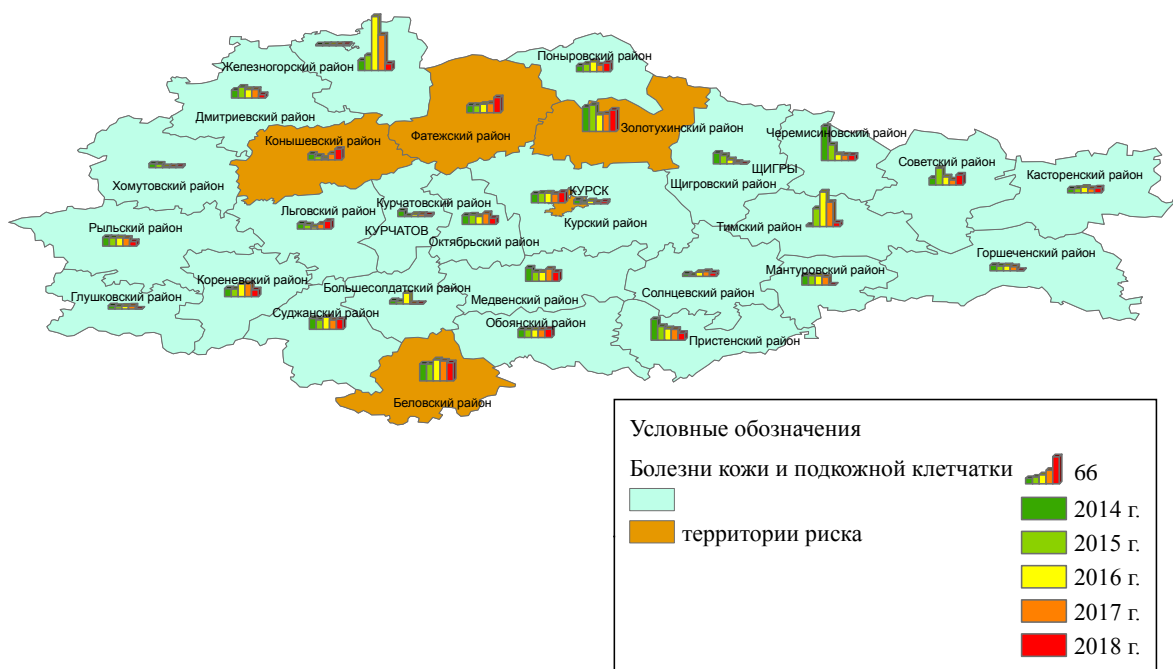 Железногорский район
Поныровский район
Дмитриевский район
Конышевский район
Фатежский район
Золотухинский район
Черемисиновский район
ЩИГРЫ
Советский район
Касторенский район
Хомутовский район
Щигровский район
КУРСК
Курчатовский район
Льговский район
КУРЧАТОВ
Октябрьский район
Курский район
Тимский район
Рыльский район
Горшеченский район
Мантуровский район
Кореневский район
Большесолдатский район
Глушковский район
Медвенский район
Солнцевский район
Суджанский район
Обоянский район
Пристенский район
Беловский район
Условные обозначения
Болезни кожи и подкожной клетчатки
территории риска
66
2014 г.
2015 г.
2016 г.
2017 г.
2018 г.